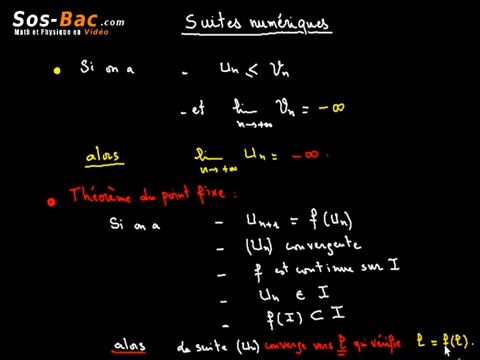 Sos-Bac.com
Math et Physique en Vidéo
Suites numériques
• Si on a - Un ≤ Vn
- et lim Vn = -∞
n→+∞
alors lim Un = -∞.
n→+∞
• Théorème du point fixe :
Si on a - Un+1 = f(Un)
- (Un) convergente
- f est continue sur I
- Un ∈ I
- f(I) ⊂ I
alors la suite (Un) converge vers ℓ qui vérifie ℓ = f(ℓ).